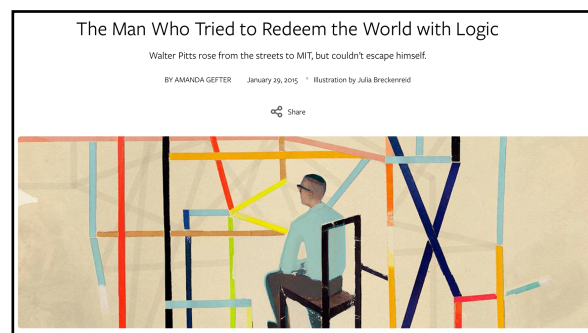 The Man Who Tried to Redeem the World with Logic
Walter Pitts rose from the streets to MIT, but couldn't escape himself.
BY AMANDA GEFTER January 29, 2015 • Illustration by Julia Breckenreid
Share